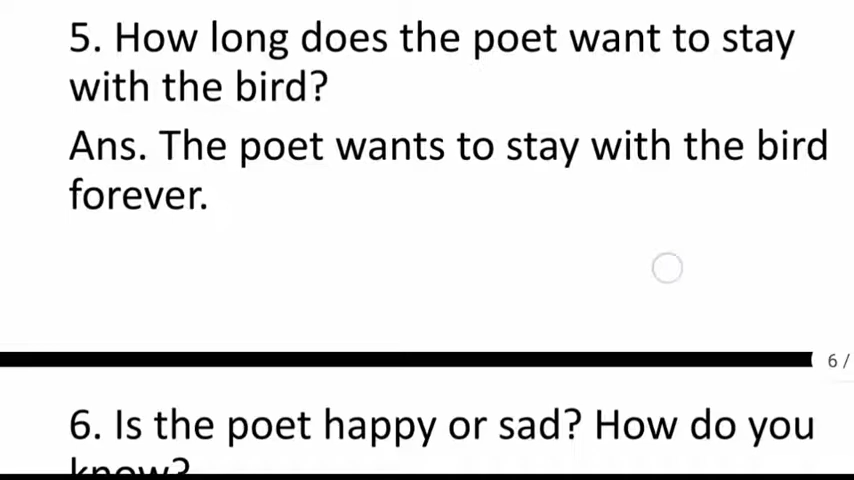 5. How long does the poet want to stay
with the bird?
Ans. The poet wants to stay with the bird
forever.
6 /
6. Is the poet happy or sad? How do you
know?